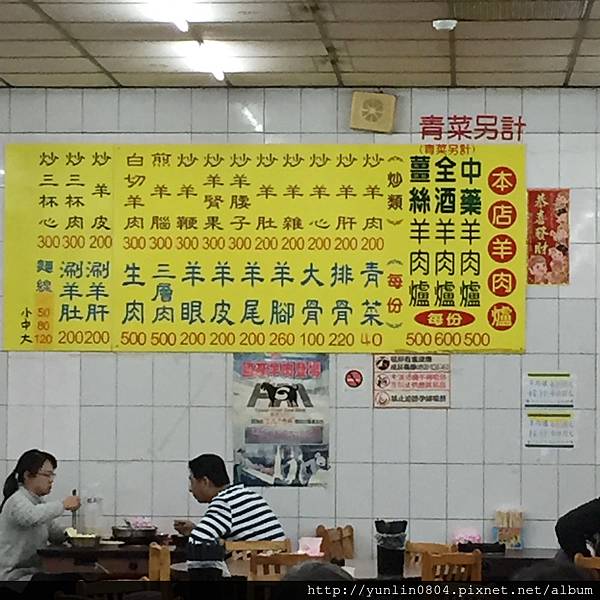 青菜另計
(青菜另計)
本店羊肉爐
中藥羊肉爐
全酒羊肉爐
薑絲羊肉爐
每份
500 600 500
(炒類)
炒羊肉 200
炒羊肝 200
炒羊心 200
炒羊雜 200
炒羊肚 200
炒羊腰子 300
炒羊腎果 300
炒羊鞭 300
煎羊腦 300
白切羊肉 300
炒羊皮 300
炒三杯肉 300
炒三杯心 300
(每份)
青菜 40
排骨 220
大骨 100
羊腳 260
羊尾 200
羊皮 200
羊眼 200
三層肉 500
生肉 500
涮羊肝 200
涮羊肚 200
麵線
小 50
中 80
大 120
恭喜發財
http://yunlin0804.pixnet.net/album